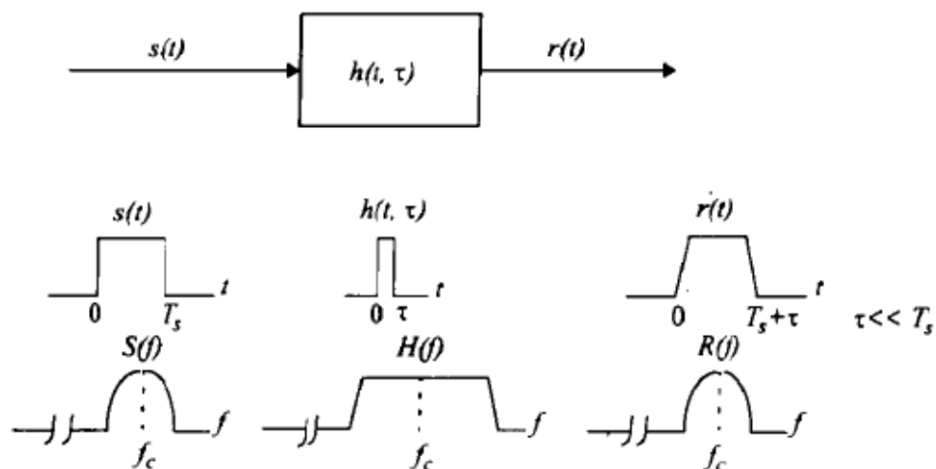 s(t) h(t, τ) r(t)
s(t) h(t, τ) r(t)
t t t
0 T_s 0 τ 0 T_s+τ τ<< T_s
S(f) H(f) R(f)
f f f
f_c f_c f_c